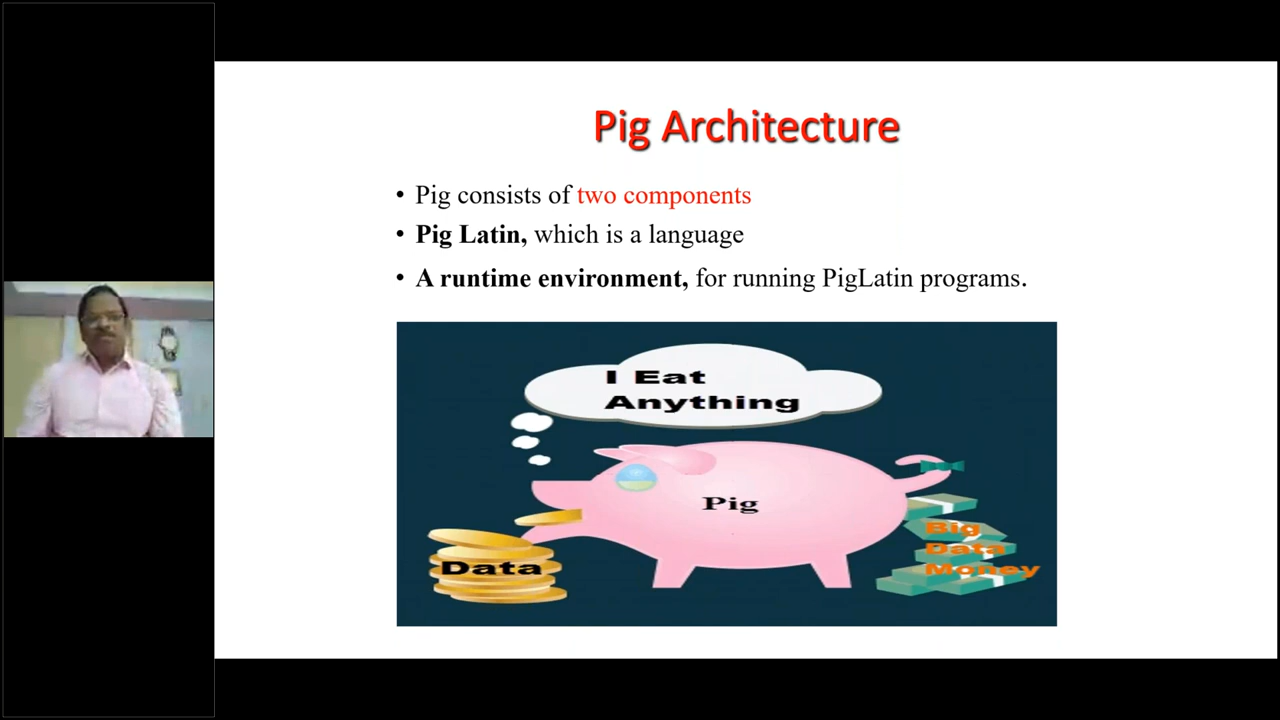 Pig Architecture
• Pig consists of two components
• Pig Latin, which is a language
• A runtime environment, for running PigLatin programs.
I Eat
Anything
Pig
Data
Big
Data
Money